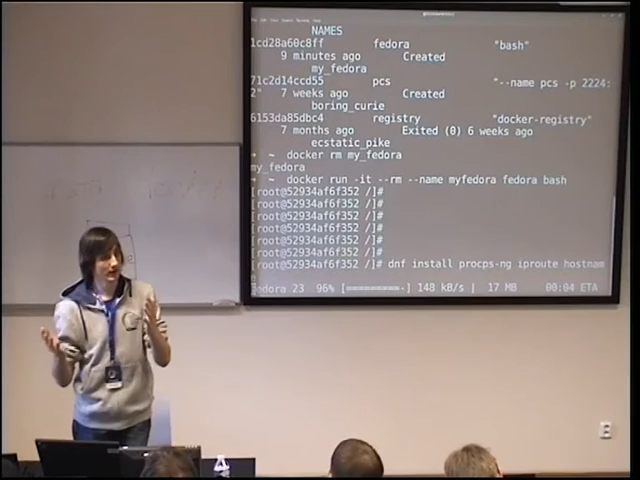 NAMES
1cd28a60c8ff fedora "bash"
9 minutes ago Created
my_fedora
71c2d14ccd55 pcs "--name pcs -p 2224:
2" 7 weeks ago Created
boring_curie
6153da85dbc4 registry "docker-registry"
7 months ago Exited (0) 6 weeks ago
ecstatic_pike
→ ~ docker rm my_fedora
my_fedora
→ ~ docker run -it --rm --name myfedora fedora bash
[root@52934af6f352 /]#
[root@52934af6f352 /]#
[root@52934af6f352 /]#
[root@52934af6f352 /]#
[root@52934af6f352 /]#
[root@52934af6f352 /]#
[root@52934af6f352 /]# dnf install procps-ng iproute hostnam
e
Fedora 23 96% [=========-] 148 kB/s | 17 MB 00:04 ETA